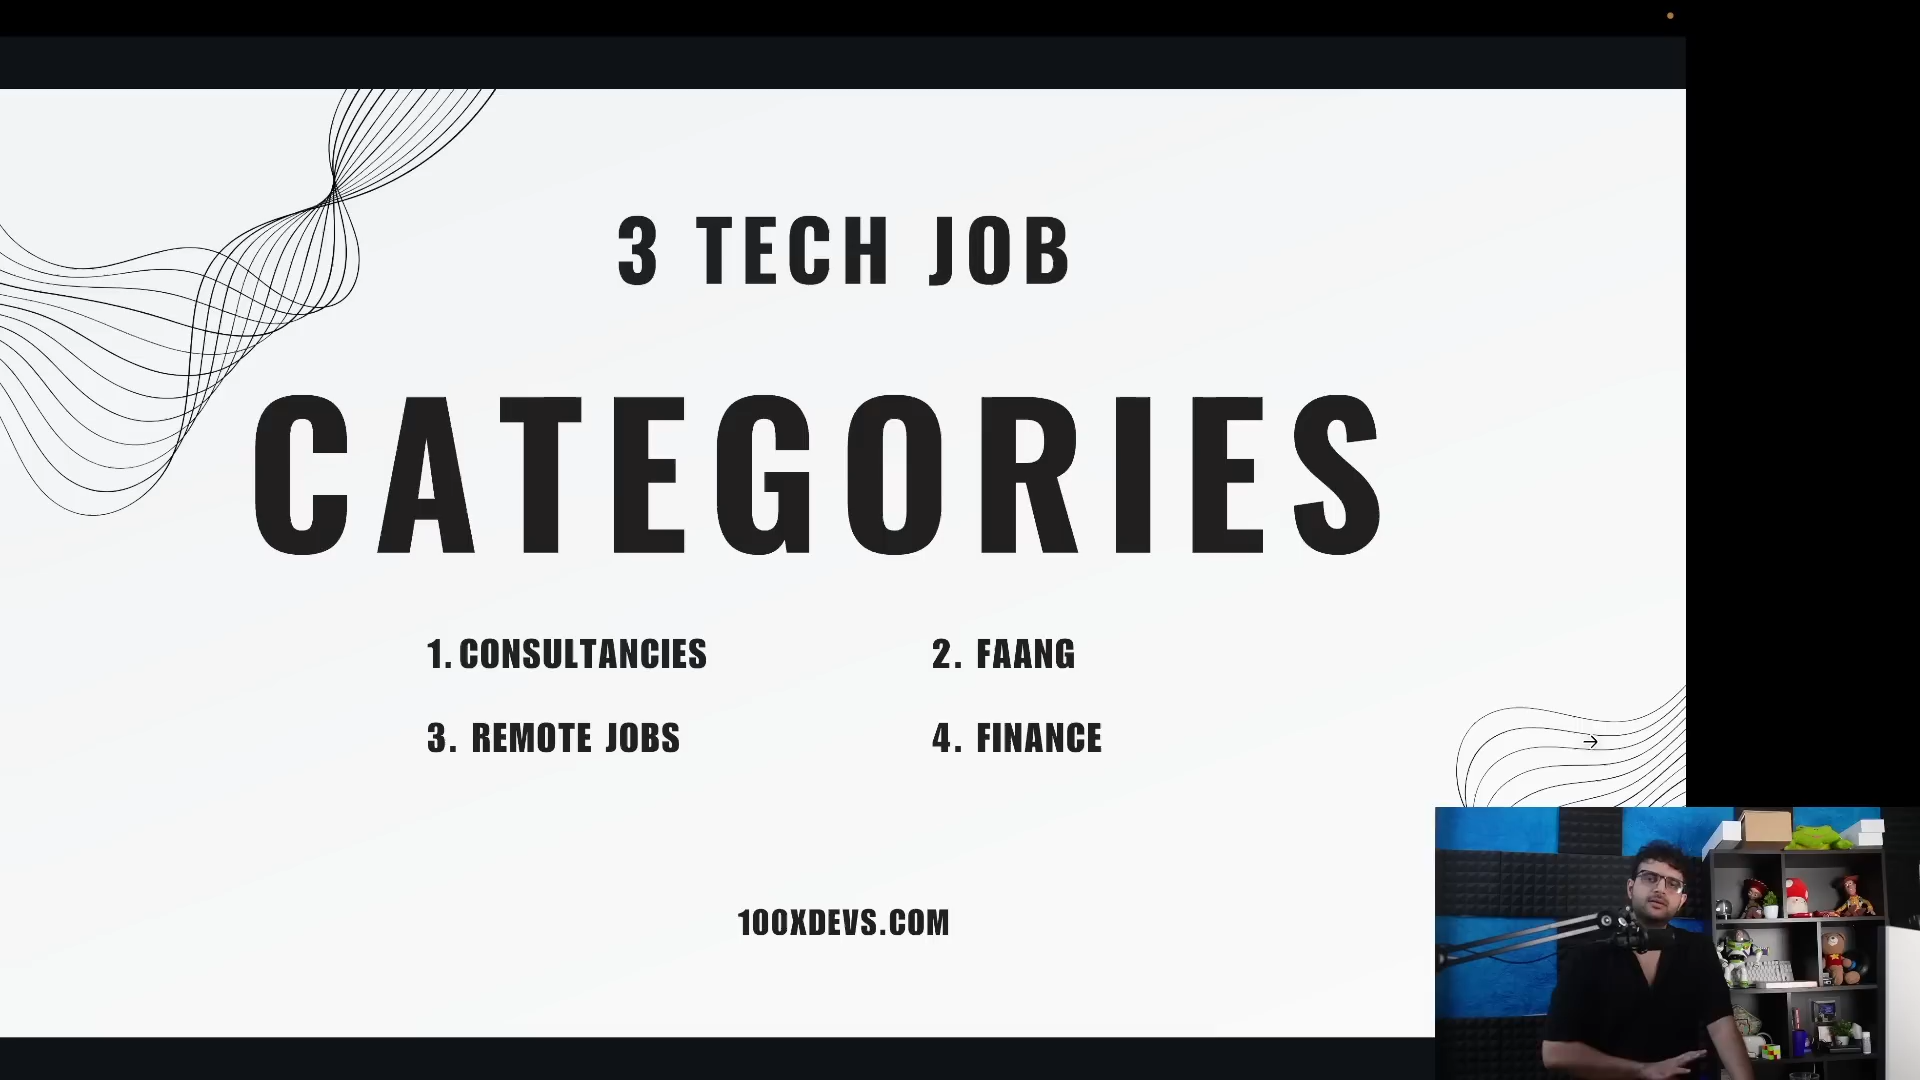 3 TECH JOB
CATEGORIES
1. CONSULTANCIES
2. FAANG
3. REMOTE JOBS
4. FINANCE
100XDEVS.COM